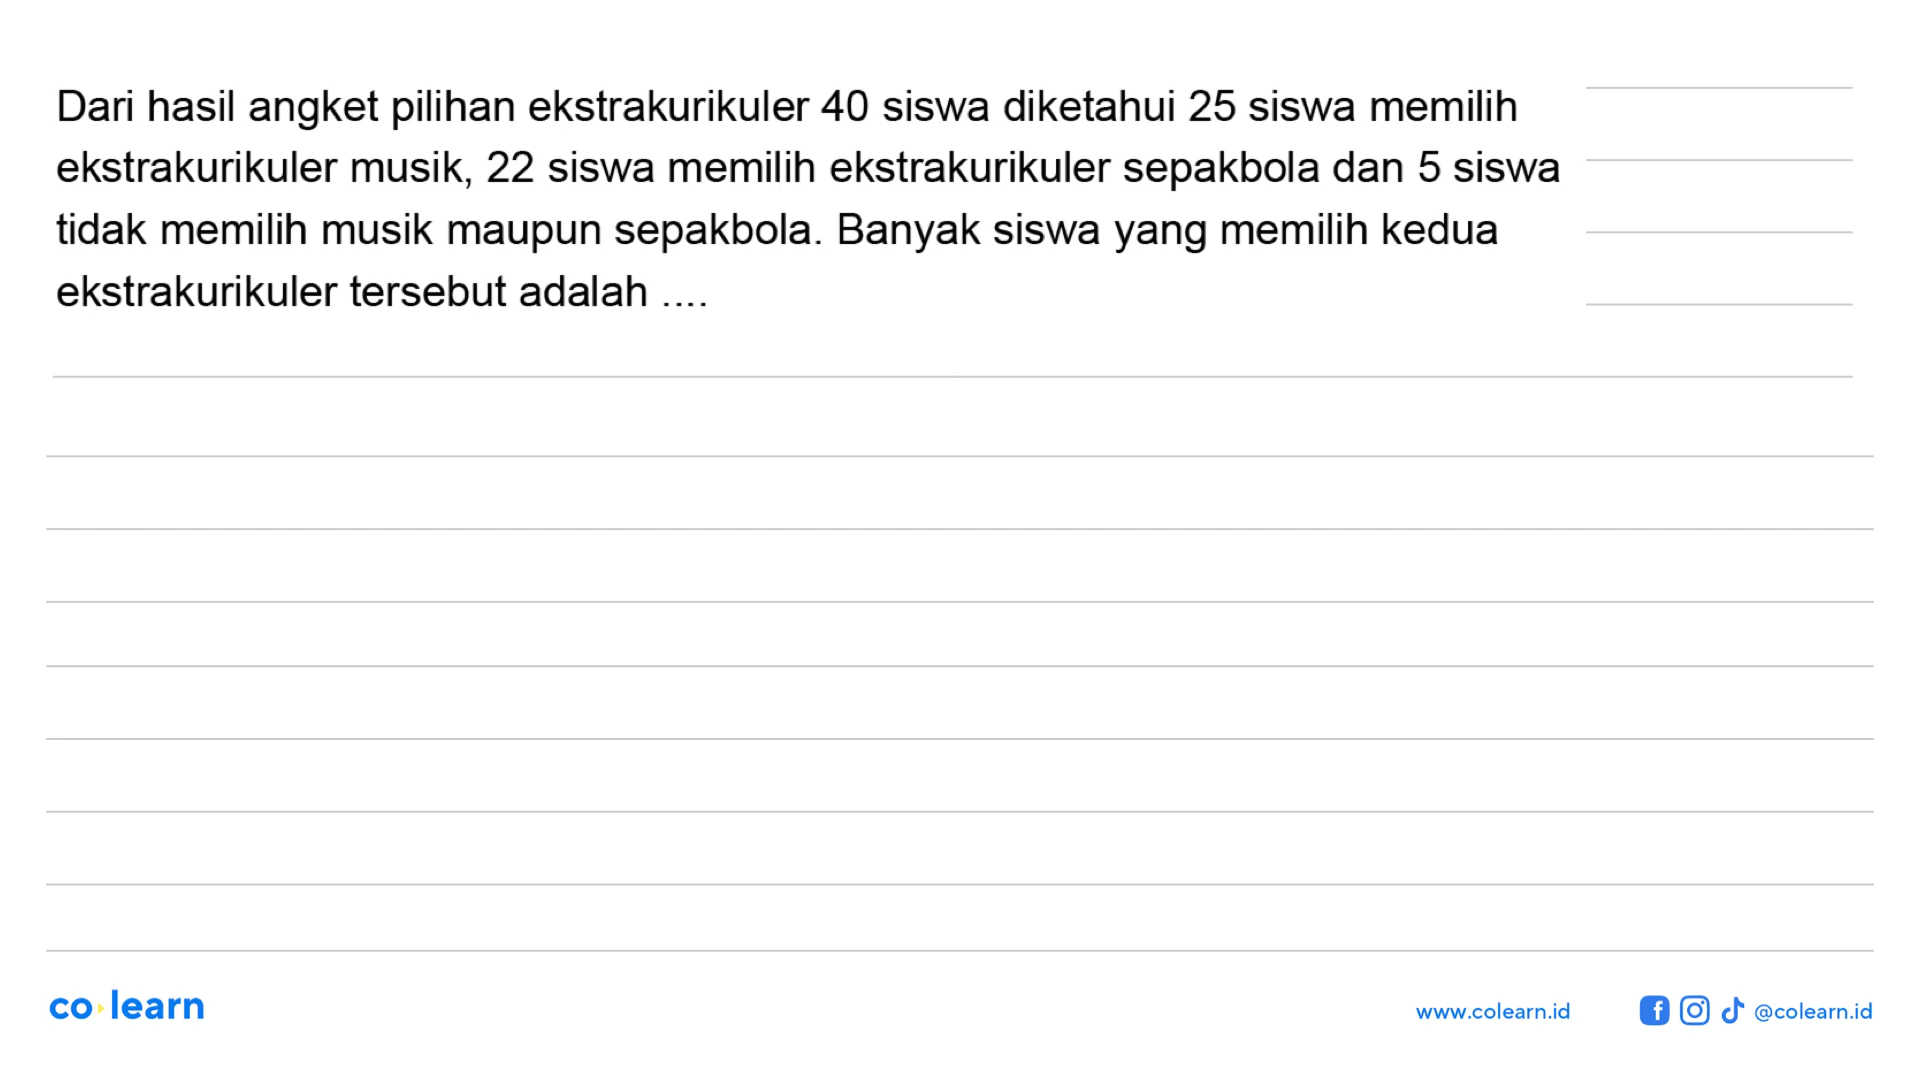 Dari hasil angket pilihan ekstrakurikuler 40 siswa diketahui 25 siswa memilih
ekstrakurikuler musik, 22 siswa memilih ekstrakurikuler sepakbola dan 5 siswa
tidak memilih musik maupun sepakbola. Banyak siswa yang memilih kedua
ekstrakurikuler tersebut adalah ....
co learn
www.colearn.id
@colearn.id